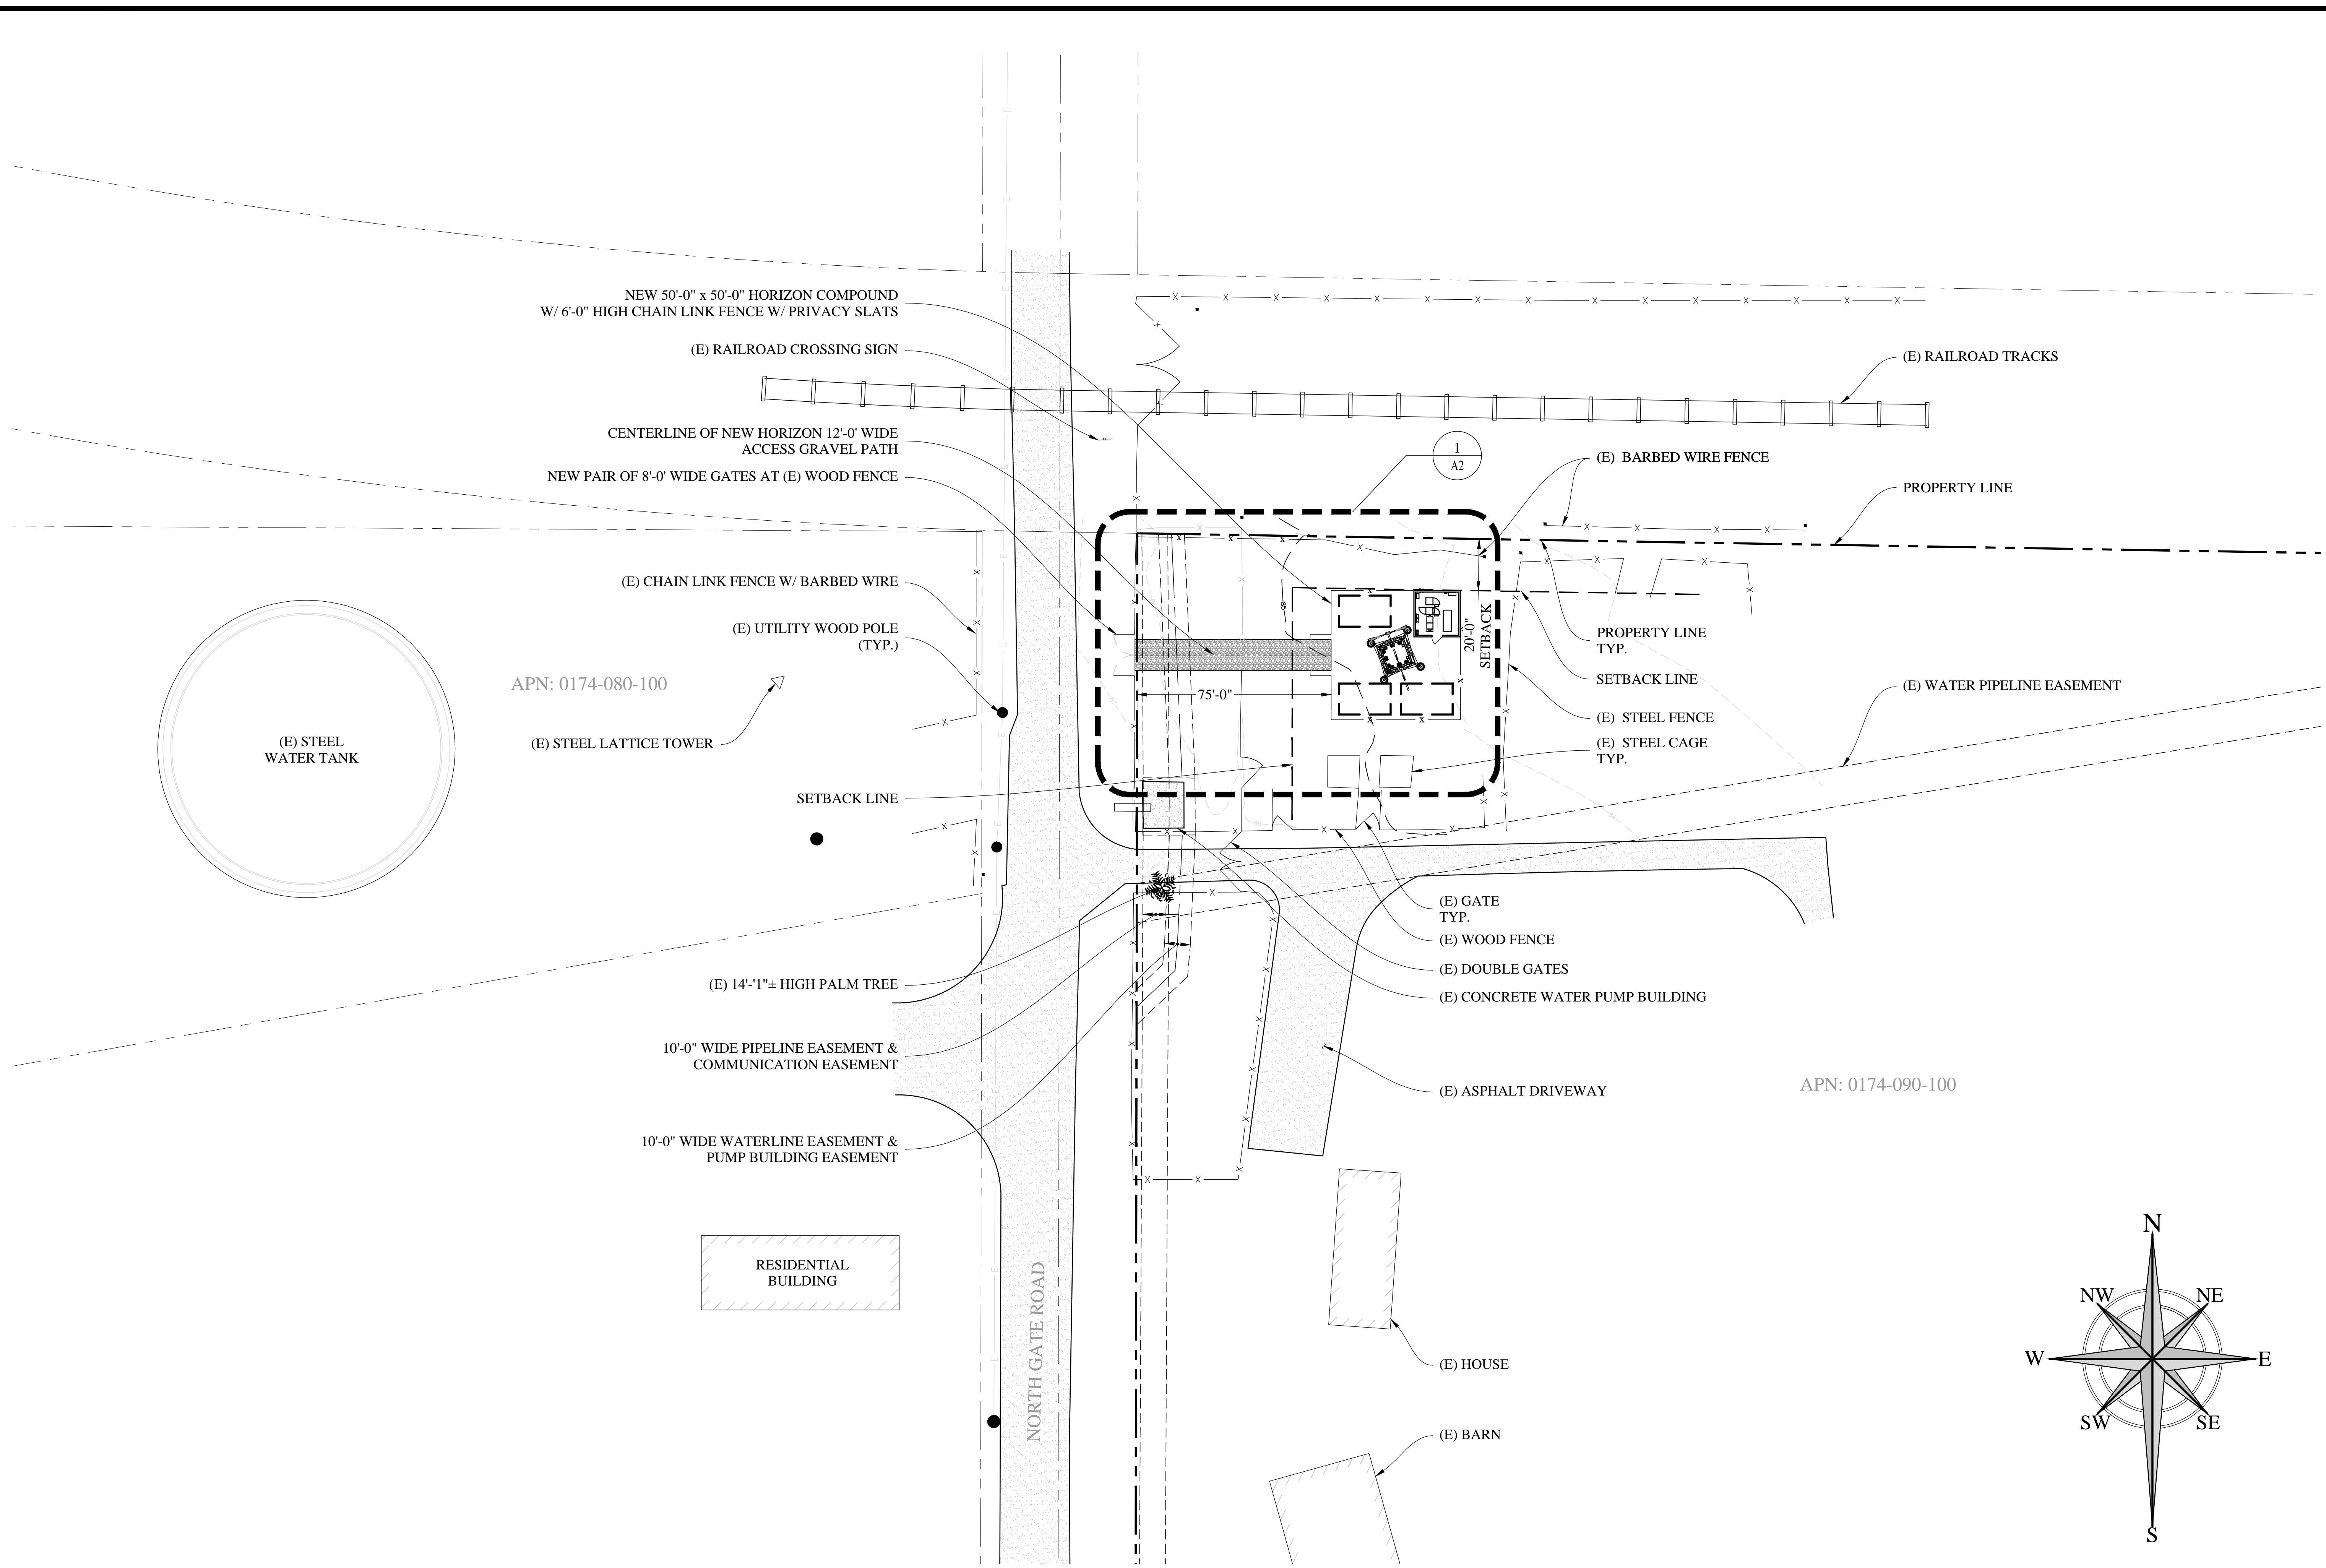 NEW 50'-0" x 50'-0" HORIZON COMPOUND
W/ 6'-0" HIGH CHAIN LINK FENCE W/ PRIVACY SLATS
(E) RAILROAD CROSSING SIGN
CENTERLINE OF NEW HORIZON 12'-0' WIDE
ACCESS GRAVEL PATH
NEW PAIR OF 8'-0' WIDE GATES AT (E) WOOD FENCE
(E) CHAIN LINK FENCE W/ BARBED WIRE
(E) UTILITY WOOD POLE
(TYP.)
APN: 0174-080-100
(E) STEEL LATTICE TOWER
(E) STEEL
WATER TANK
SETBACK LINE
(E) 14'-'1"± HIGH PALM TREE
10'-0" WIDE PIPELINE EASEMENT &
COMMUNICATION EASEMENT
10'-0" WIDE WATERLINE EASEMENT &
PUMP BUILDING EASEMENT
RESIDENTIAL
BUILDING
NORTH GATE ROAD
1
A2
75'-0"
20'-0"
SETBACK
85
(E) RAILROAD TRACKS
(E) BARBED WIRE FENCE
PROPERTY LINE
PROPERTY LINE
TYP.
SETBACK LINE
(E) WATER PIPELINE EASEMENT
(E) STEEL FENCE
(E) STEEL CAGE
TYP.
(E) GATE
TYP.
(E) WOOD FENCE
(E) DOUBLE GATES
(E) CONCRETE WATER PUMP BUILDING
(E) ASPHALT DRIVEWAY
APN: 0174-090-100
(E) HOUSE
(E) BARN
N
NW
NE
W
E
SW
SE
S